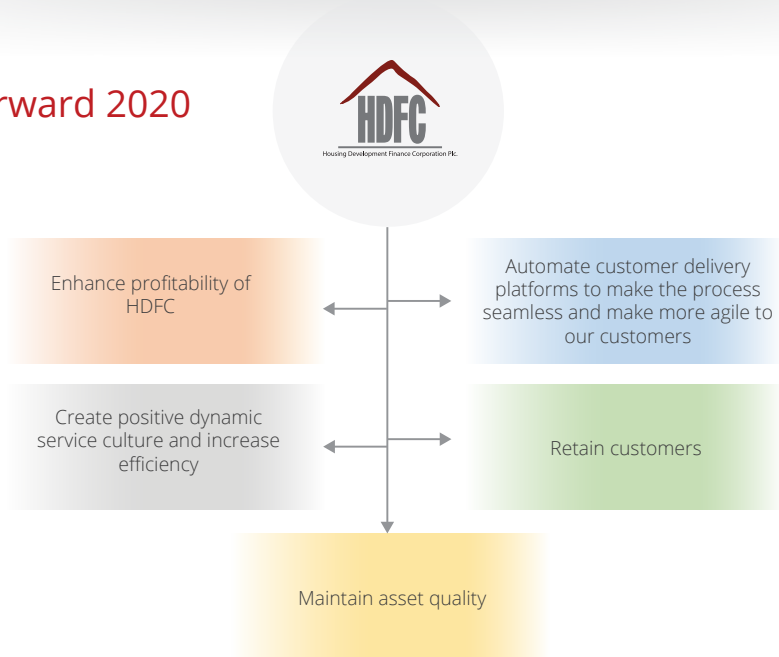 rward 2020
HDFC
Housing Development Finance Corporation Plc.
Enhance profitability of
HDFC
Automate customer delivery
platforms to make the process
seamless and make more agile to
our customers
Create positive dynamic
service culture and increase
efficiency
Retain customers
Maintain asset quality